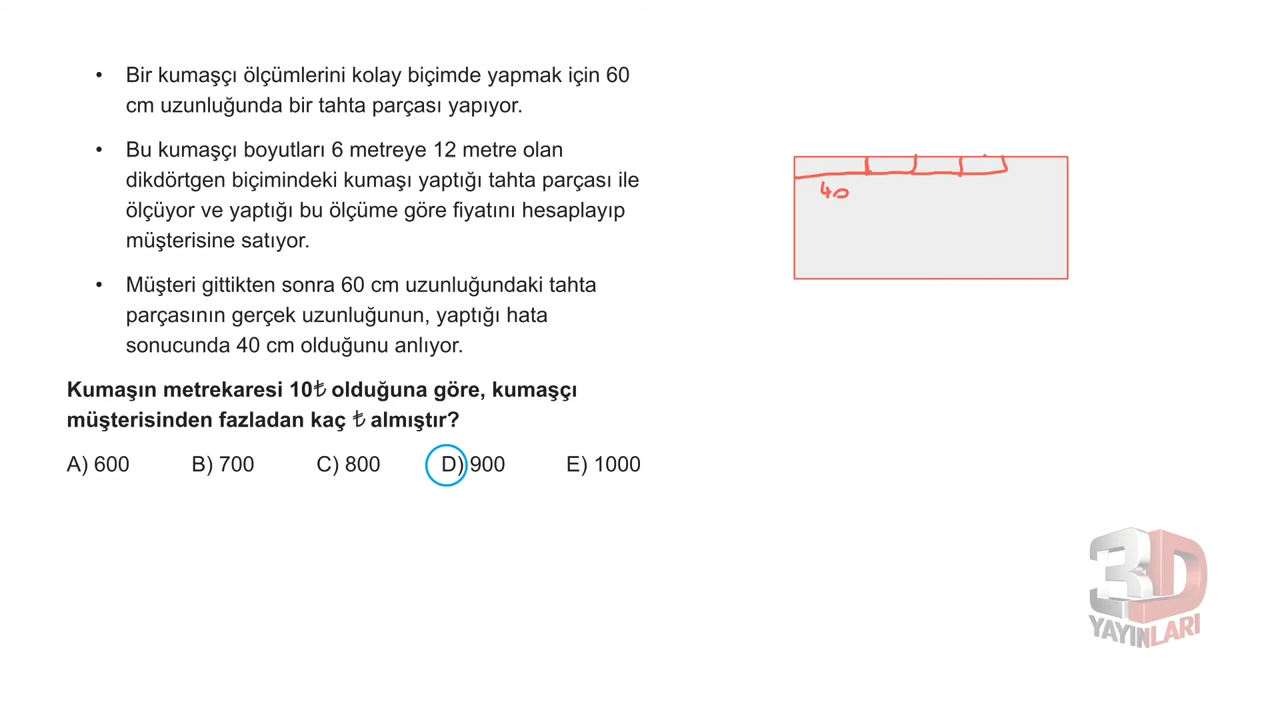 • Bir kumaşçı ölçümlerini kolay biçimde yapmak için 60
cm uzunluğunda bir tahta parçası yapıyor.
• Bu kumaşçı boyutları 6 metreye 12 metre olan
dikdörtgen biçimindeki kumaşı yaptığı tahta parçası ile
ölçüyor ve yaptığı bu ölçüme göre fiyatını hesaplayıp
müşterisine satıyor.
• Müşteri gittikten sonra 60 cm uzunluğundaki tahta
parçasının gerçek uzunluğunun, yaptığı hata
sonucunda 40 cm olduğunu anlıyor.
Kumaşın metrekaresi 10₺ olduğuna göre, kumaşçı
müşterisinden fazladan kaç ₺ almıştır?
A) 600 B) 700 C) 800 D) 900 E) 1000
40
3D
YAYINLARI